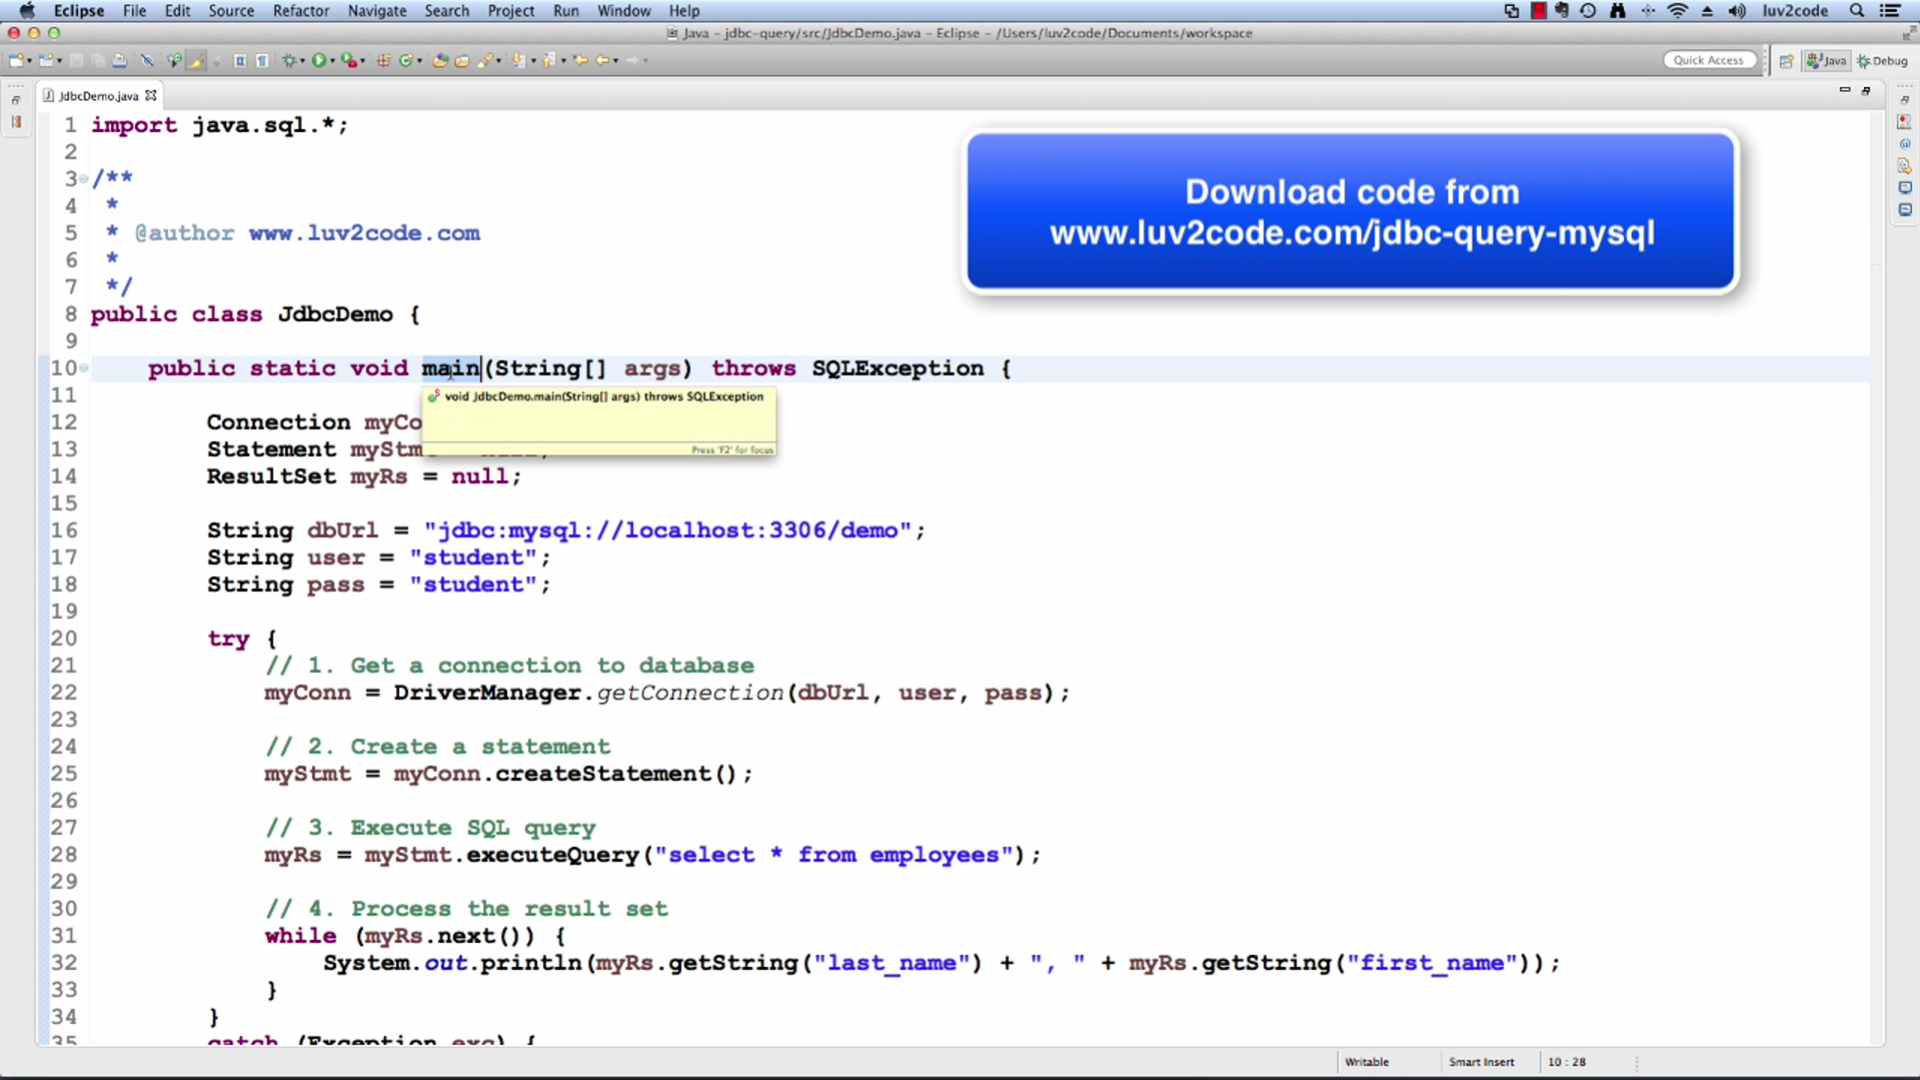 Eclipse File Edit Source Refactor Navigate Search Project Run Window Help luv2code
Java - jdbc-query/src/JdbcDemo.java - Eclipse - /Users/luv2code/Documents/workspace
Quick Access Java Debug
JdbcDemo.java
1 import java.sql.*;
2
3 /**
4 *
5 * @author www.luv2code.com
6 *
7 */
8 public class JdbcDemo {
9
10 public static void main(String[] args) throws SQLException {
11
void JdbcDemo.main(String[] args) throws SQLException
12 Connection myCo
13 Statement myStm
Press 'F2' for focus
14 ResultSet myRs = null;
15
16 String dbUrl = "jdbc:mysql://localhost:3306/demo";
17 String user = "student";
18 String pass = "student";
19
20 try {
21 // 1. Get a connection to database
22 myConn = DriverManager.getConnection(dbUrl, user, pass);
23
24 // 2. Create a statement
25 myStmt = myConn.createStatement();
26
27 // 3. Execute SQL query
28 myRs = myStmt.executeQuery("select * from employees");
29
30 // 4. Process the result set
31 while (myRs.next()) {
32 System.out.println(myRs.getString("last_name") + ", " + myRs.getString("first_name"));
33 }
34 }
35 catch (Exception exc) {
Download code from
www.luv2code.com/jdbc-query-mysql
Writable Smart Insert 10 : 28